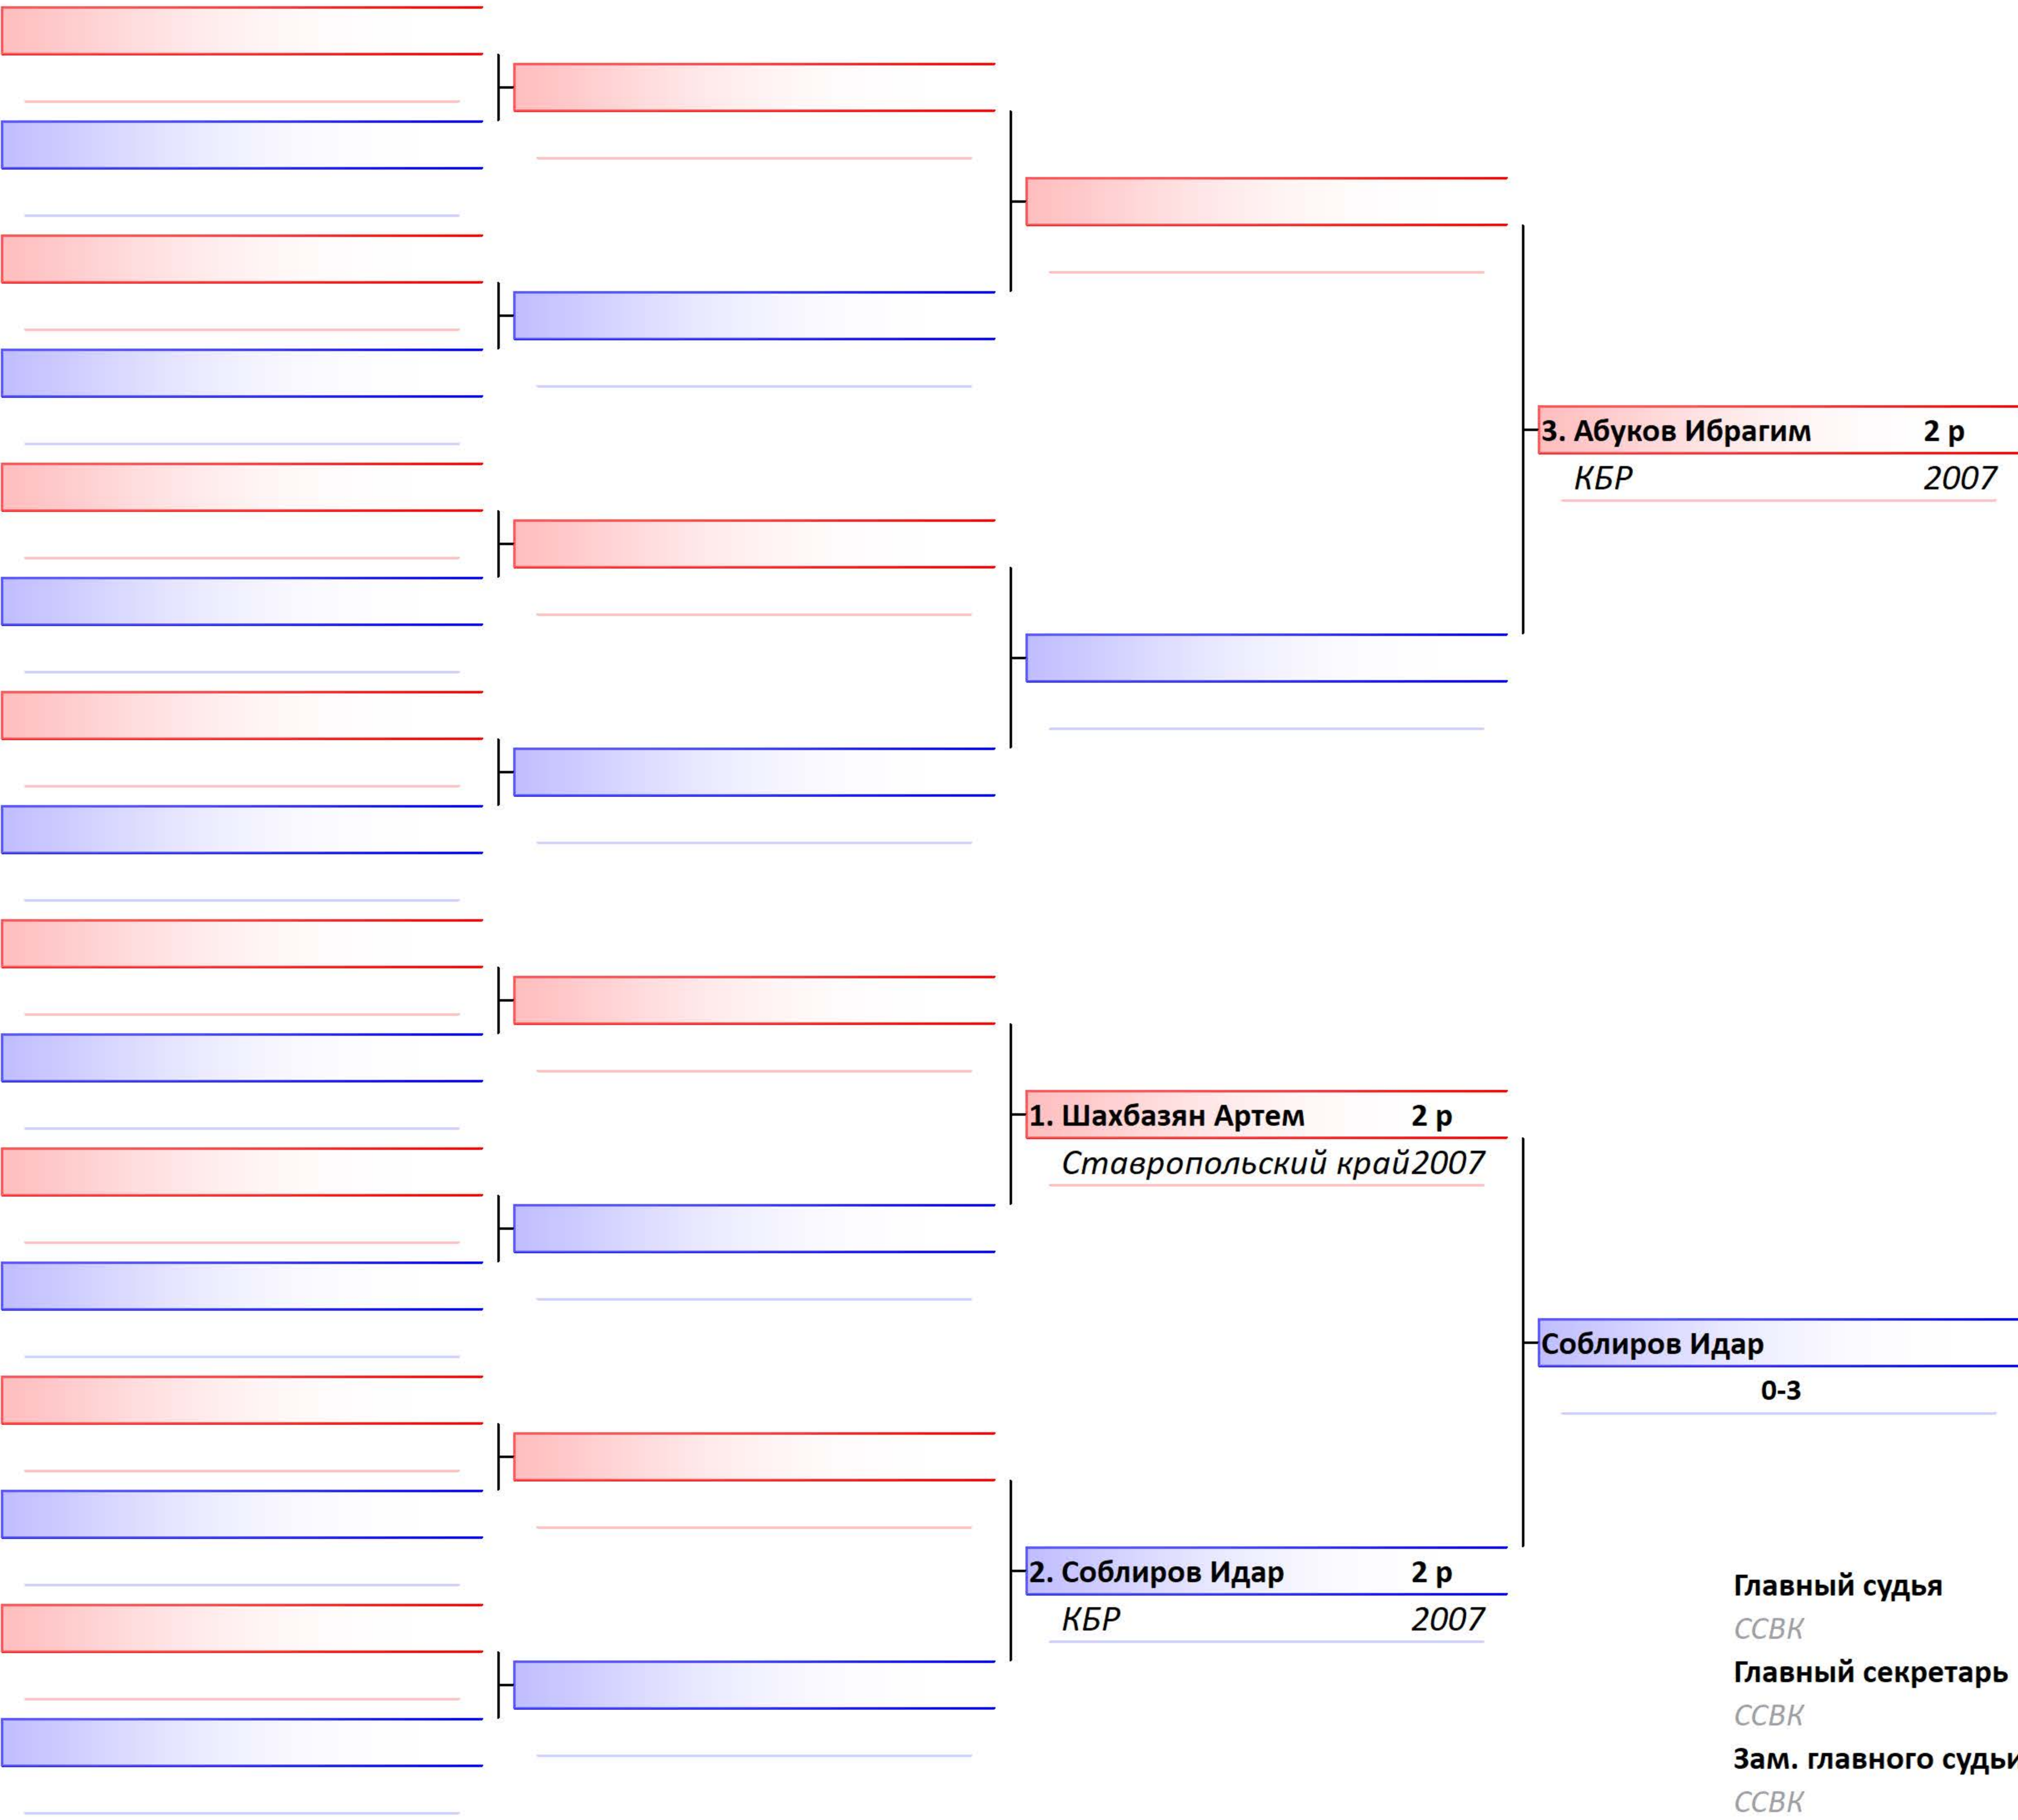 3. Абуков Ибрагим 2 р
КБР 2007
1. Шахбазян Артем 2 р
Ставропольский край 2007
Соблиров Идар
0-3
2. Соблиров Идар 2 р
КБР 2007
Главный судья
ССВК
Главный секретарь
ССВК
Зам. главного судьи
ССВК